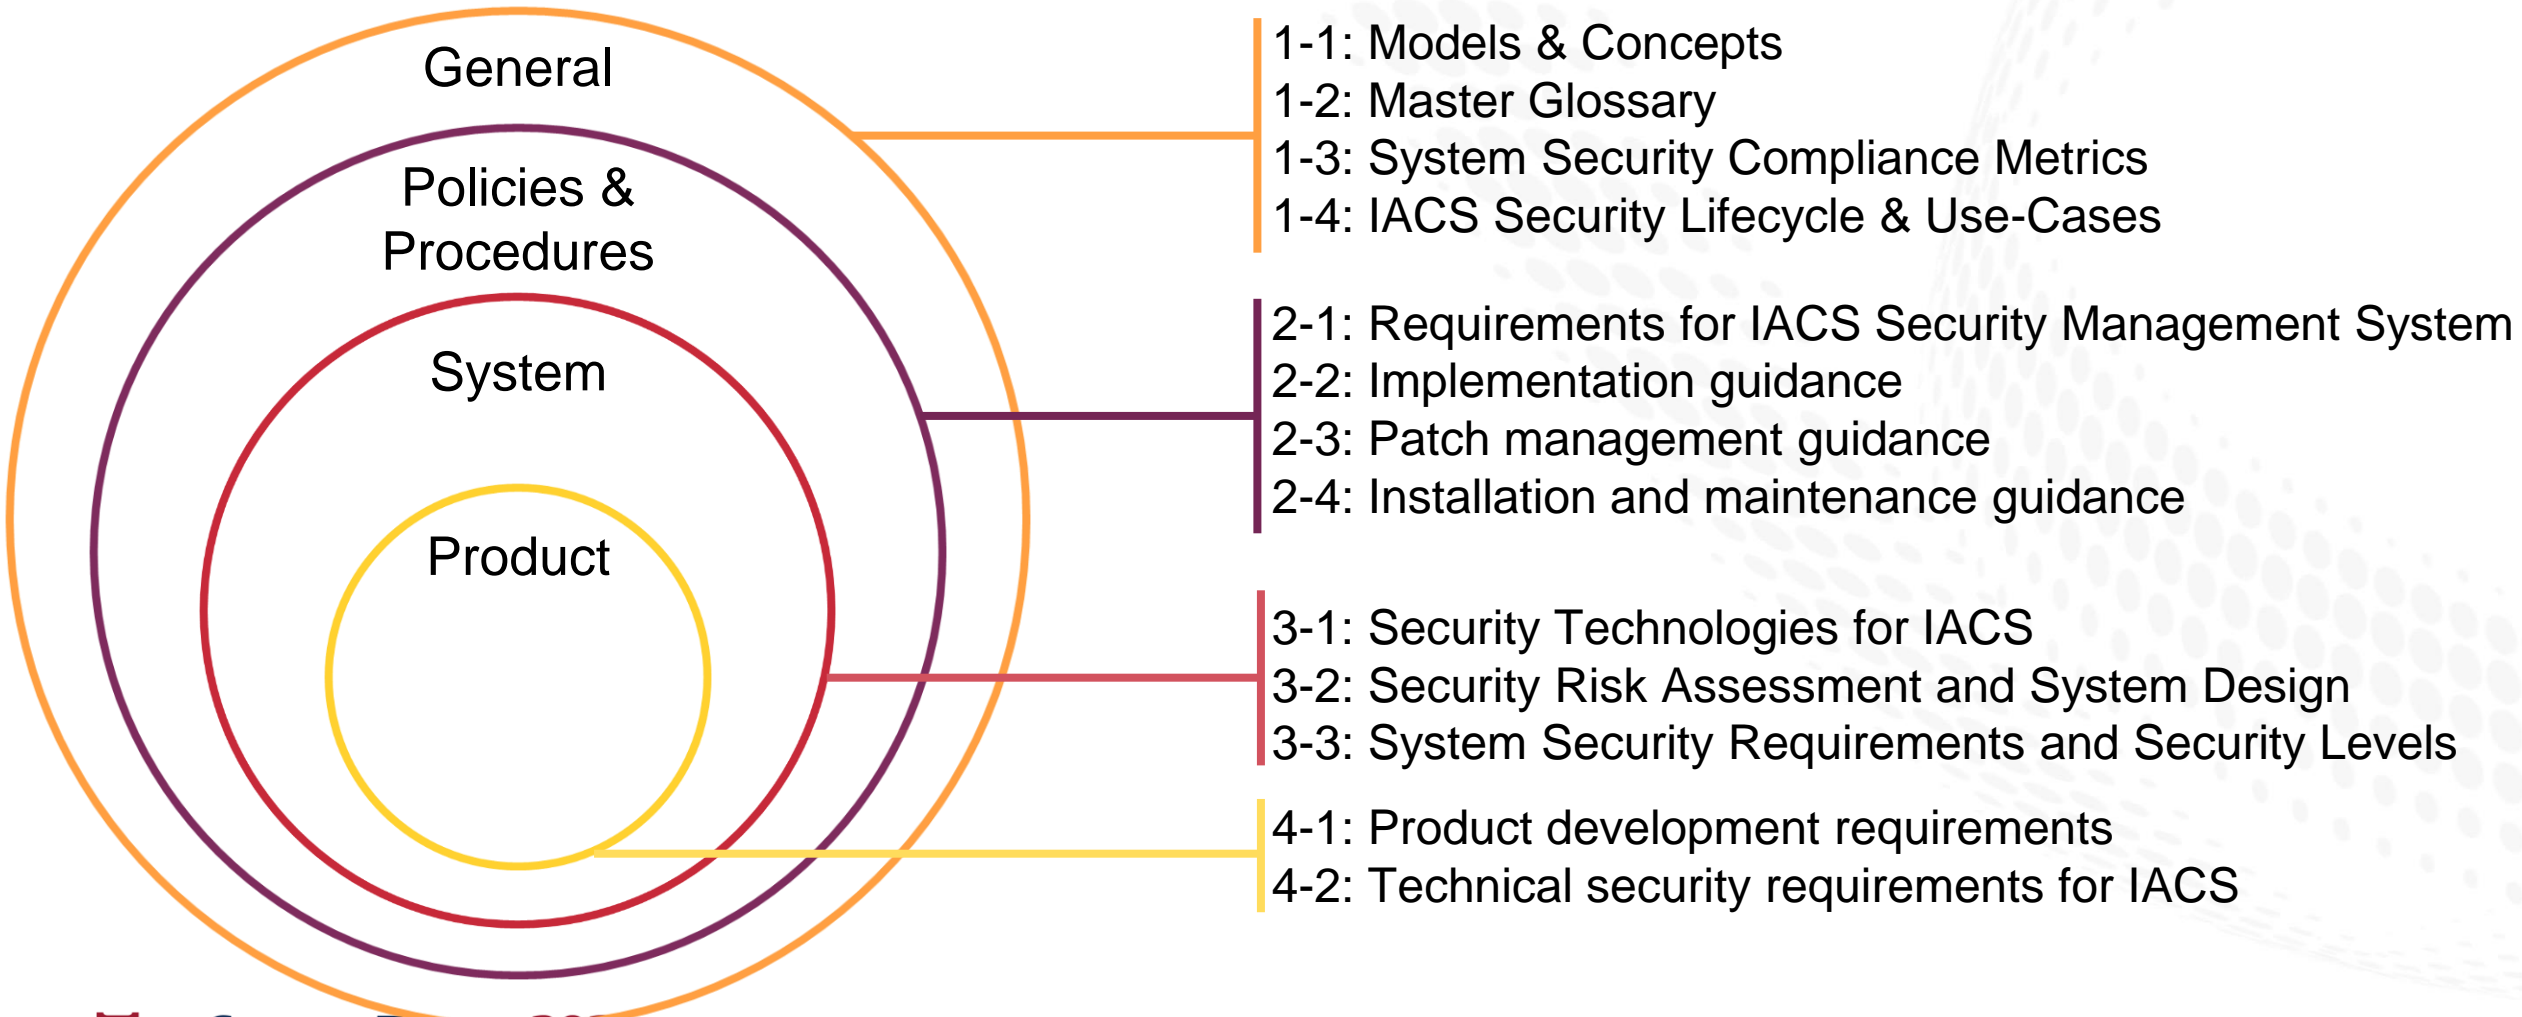 General
Policies &
Procedures
System
Product
1-1: Models & Concepts
1-2: Master Glossary
1-3: System Security Compliance Metrics
1-4: IACS Security Lifecycle & Use-Cases
2-1: Requirements for IACS Security Management System
2-2: Implementation guidance
2-3: Patch management guidance
2-4: Installation and maintenance guidance
3-1: Security Technologies for IACS
3-2: Security Risk Assessment and System Design
3-3: System Security Requirements and Security Levels
4-1: Product development requirements
4-2: Technical security requirements for IACS